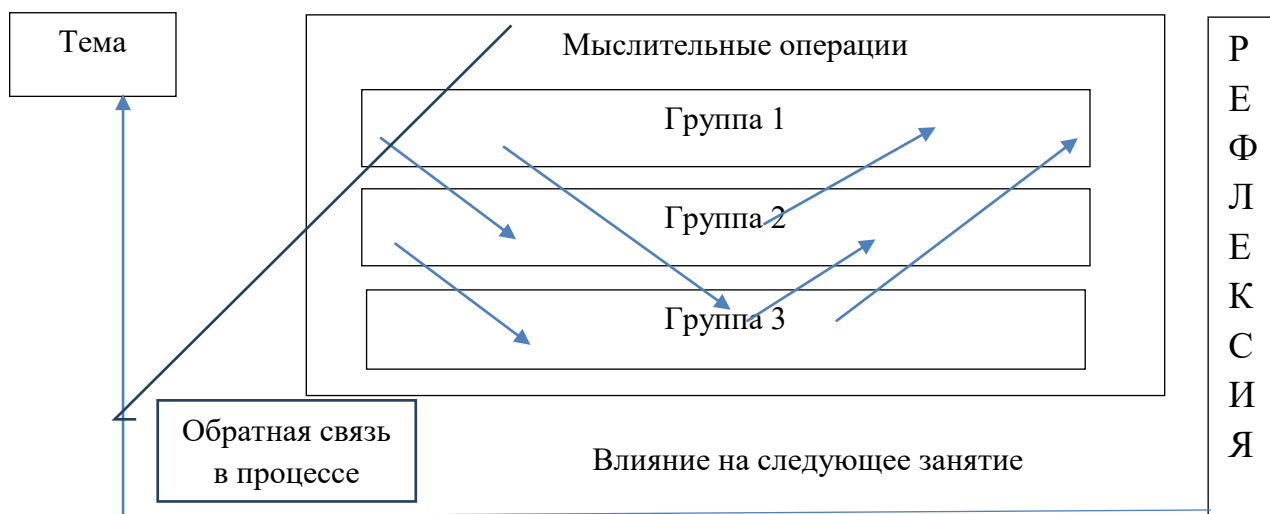 Тема
Мыслительные операции
Группа 1
Группа 2
Группа 3
Обратная связь
в процессе
Влияние на следующее занятие
Р
Е
Ф
Л
Е
К
С
И
Я